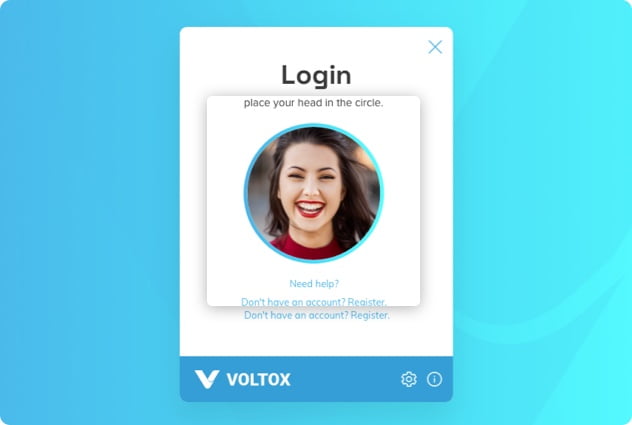 Login
place your head in the circle.
Need help?
Don't have an account? Register.
Don't have an account? Register.
VOLTOX